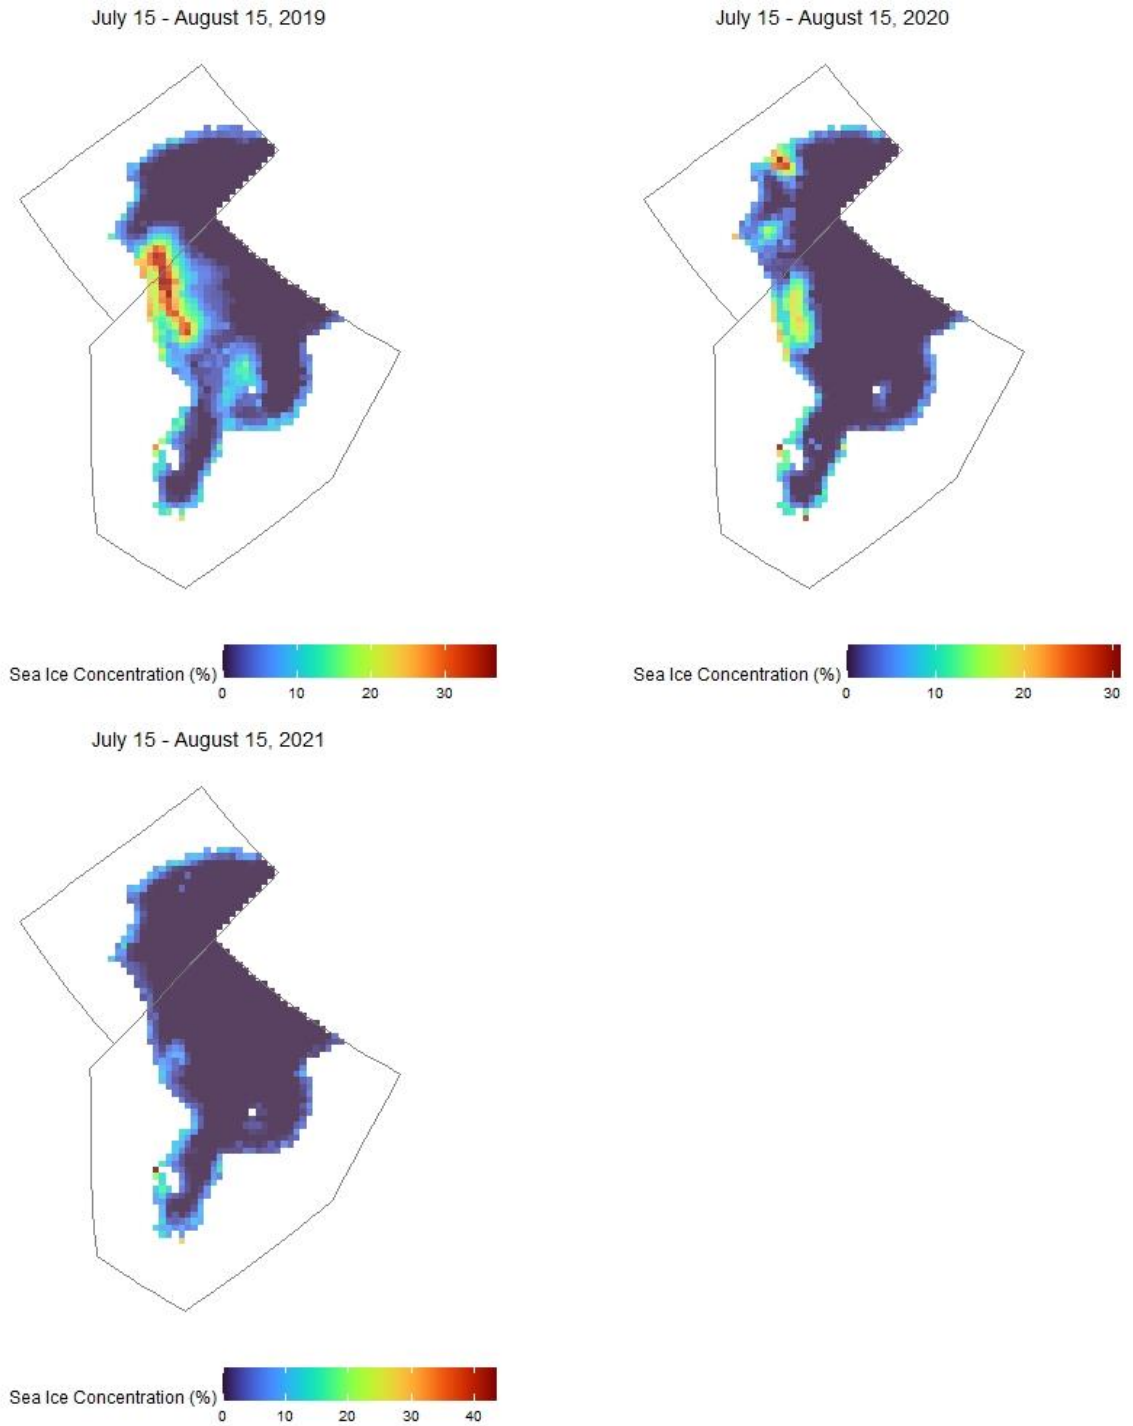 July 15 - August 15, 2019
July 15 - August 15, 2020
Sea Ice Concentration (%)
0 10 20 30
Sea Ice Concentration (%)
0 10 20 30
July 15 - August 15, 2021
Sea Ice Concentration (%)
0 10 20 30 40